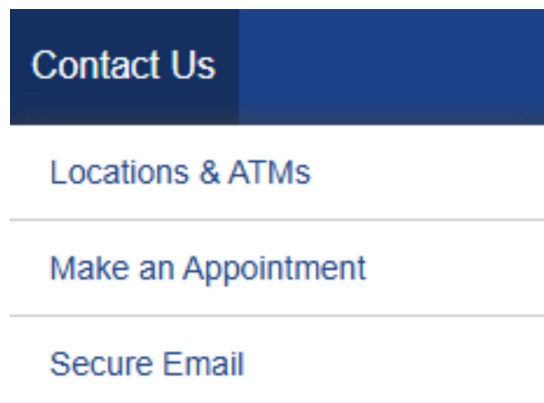 Contact Us
Locations & ATMs
Make an Appointment
Secure Email